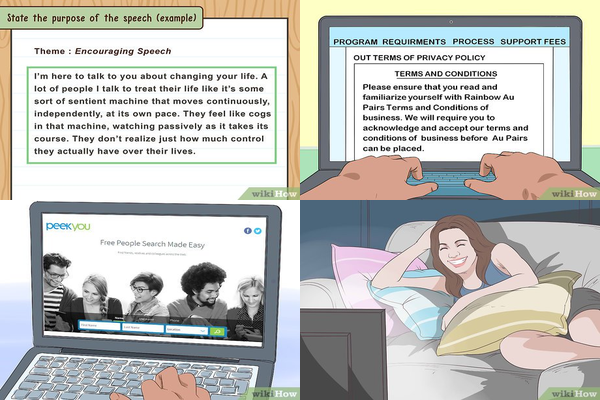 State the purpose of the speech (example)
Theme : Encouraging Speech
I'm here to talk to you about changing your life. A
lot of people I talk to treat their life like it's some
sort of sentient machine that moves continuously,
independently, at its own pace. They feel like cogs
in that machine, watching passively as it takes its
course. They don't realize just how much control
they actually have over their lives.
wikiHow
PROGRAM REQUIRMENTS PROCESS SUPPORT FEES
OUT TERMS OF PRIVACY POLICY
TERMS AND CONDITIONS
Please ensure that you read and
familiarize yourself with Rainbow Au
Pairs Terms and Conditions of
business. We will require you to
acknowledge and accept our terms and
conditions of business before Au Pairs
can be placed.
wikiHow
peekyou
Free People Search Made Easy
First Name
Last Name
wikiHow
wikiHow